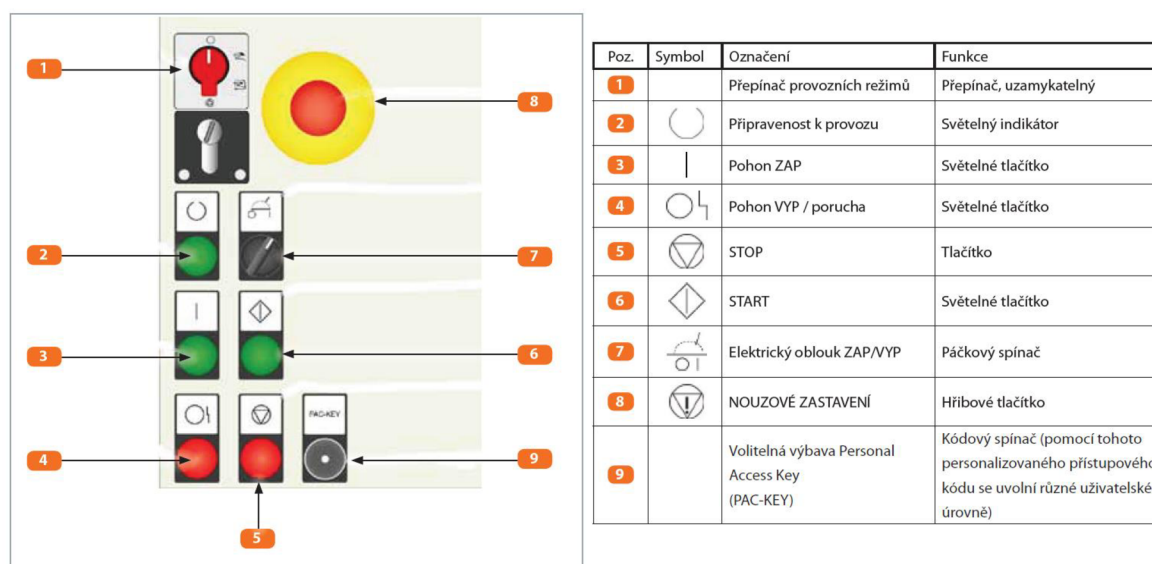 1
8
2
7
3
6
4
PAC-KEY
9
5
Poz. Symbol Označení Funkce
1 Přepínač provozních režimů Přepínač, uzamykatelný
2 Připravenost k provozu Světelný indikátor
3 Pohon ZAP Světelné tlačítko
4 Pohon VYP / porucha Světelné tlačítko
5 STOP Tlačítko
6 START Světelné tlačítko
7 Elektrický oblouk ZAP/VYP Páčkový spínač
8 NOUZOVÉ ZASTAVENÍ Hřibové tlačítko
9 Volitelná výbava Personal
Access Key
(PAC-KEY)
Kódový spínač (pomocí tohoto
personalizovaného přístupového
kódu se uvolní různé uživatelské
úrovně)